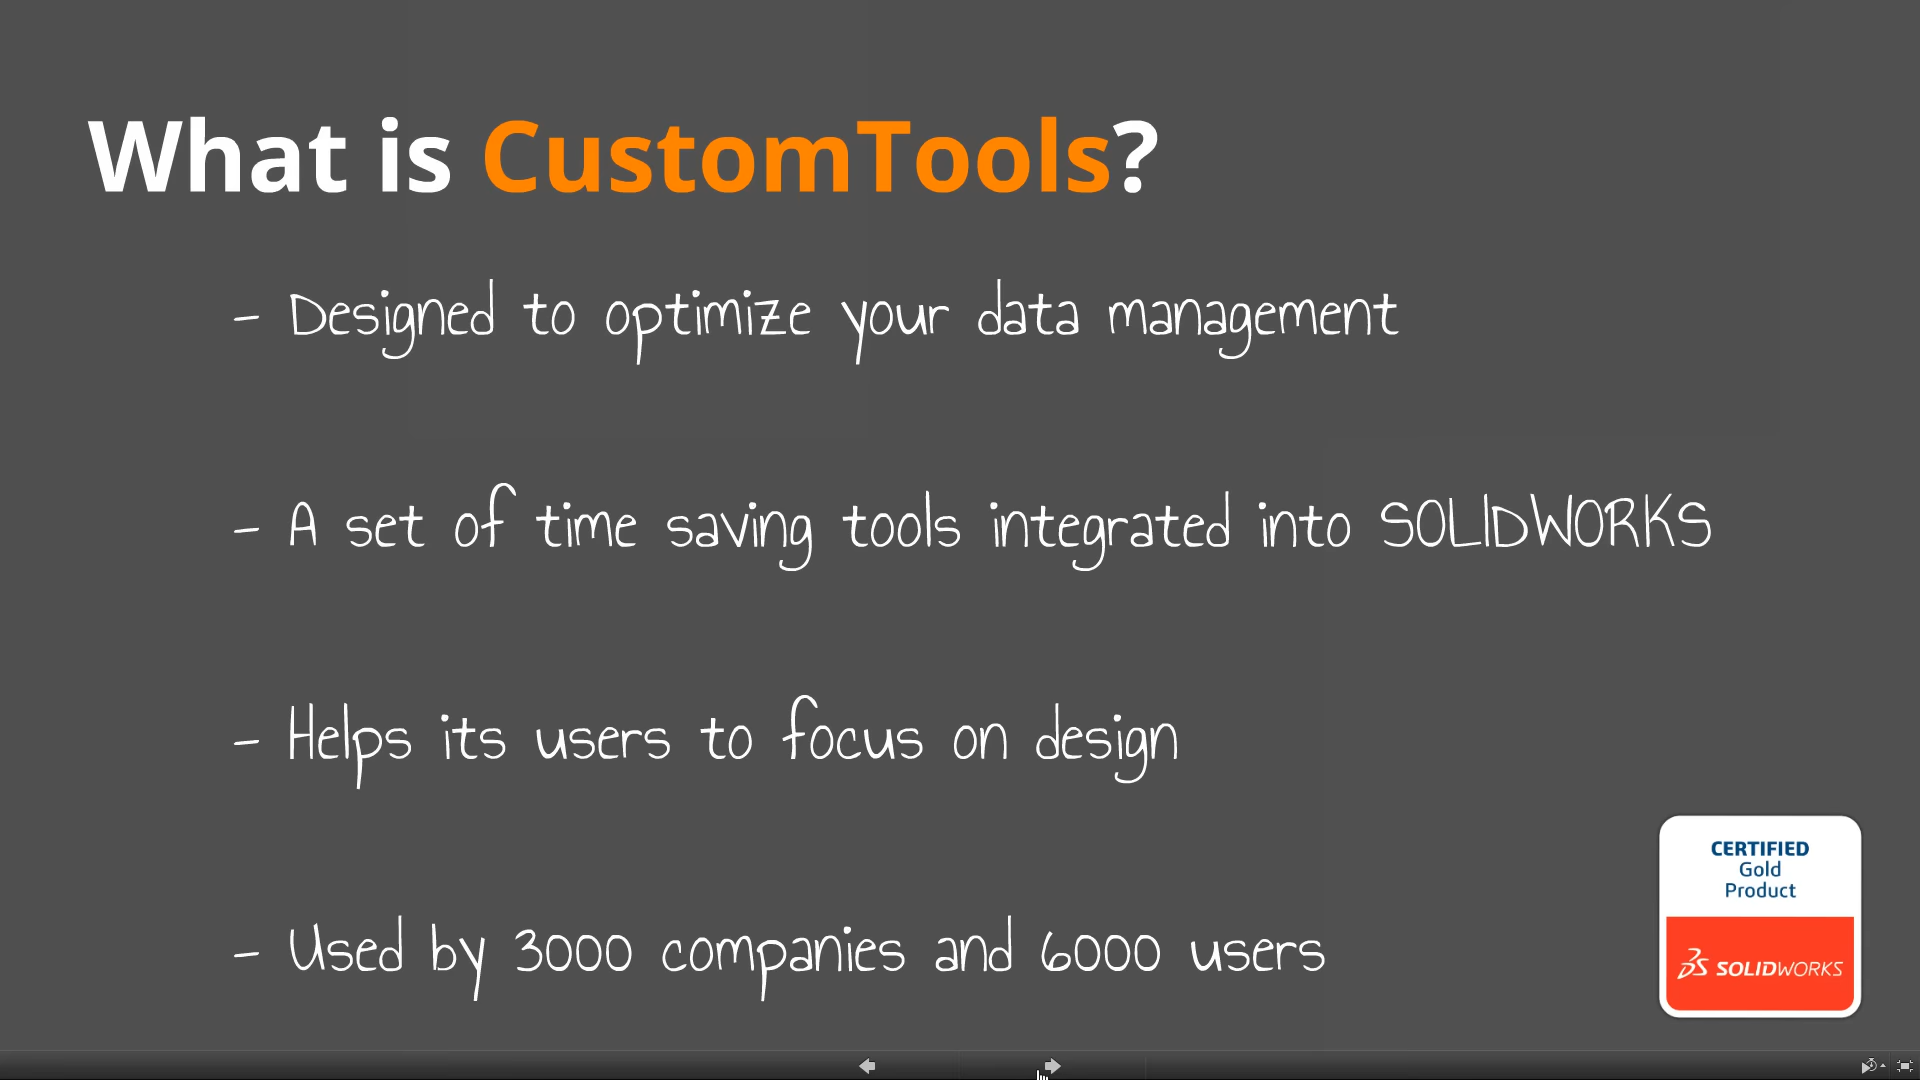 What is CustomTools?
- Designed to optimize your data management
- A set of time saving tools integrated into SOLIDWORKS
- Helps its users to focus on design
- Used by 3000 companies and 6000 users
CERTIFIED
Gold
Product
3DS SOLIDWORKS